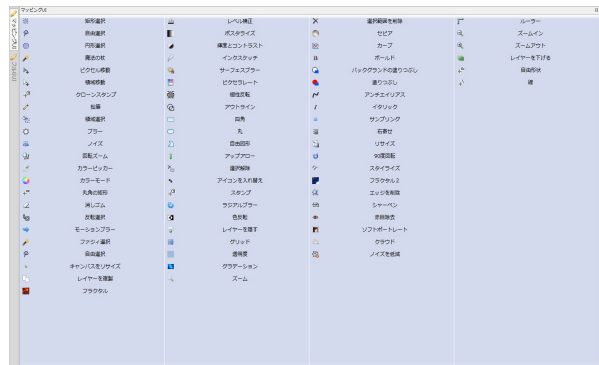 マッピングUI
マッピングUI
フルUI
矩形選択
自由選択
円形選択
魔法の杖
ピクセル移動
領域移動
クローンスタンプ
鉛筆
領域選択
ブラー
ノイズ
回転ズーム
カラーピッカー
カラーモード
丸角の矩形
消しゴム
反転選択
モーションブラー
ファジィ選択
自由選択
キャンバスをリサイズ
レイヤーを複製
フラクタル
レベル補正
ポスタライズ
輝度とコントラスト
インクスケッチ
サーフェスブラー
ピクセラレート
極性反転
アウトライン
四角
丸
自由図形
アップアロー
選択解除
アイコンを入れ替え
スタンプ
ラジアルブラー
色反転
レイヤーを隠す
グリッド
透明度
グラデーション
ズーム
選択範囲を削除
セピア
カーブ
ボールド
バックグランドの塗りつぶし
塗りつぶし
アンチエイリアス
イタリック
サンプリング
右寄せ
リサイズ
90度回転
スタイライズ
フラクタル2
エッジを削除
シャーペン
赤目除去
ソフトポートレート
クラウド
ノイズを低減
ルーラー
ズームイン
ズームアウト
レイヤーを下げる
自由形状
線